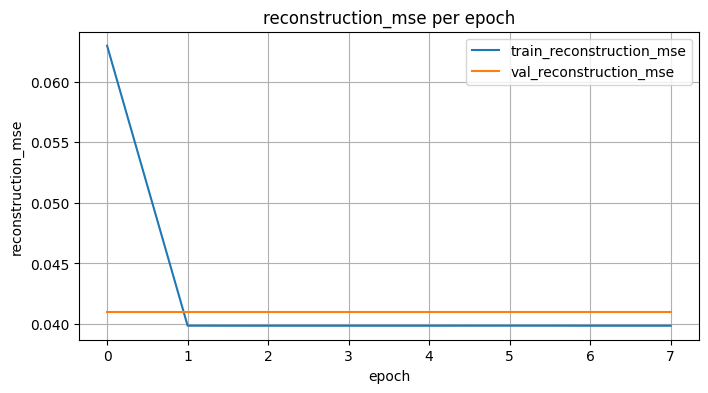 reconstruction_mse per epoch
train_reconstruction_mse
val_reconstruction_mse
reconstruction_mse
0.060
0.055
0.050
0.045
0.040
0 1 2 3 4 5 6 7
epoch